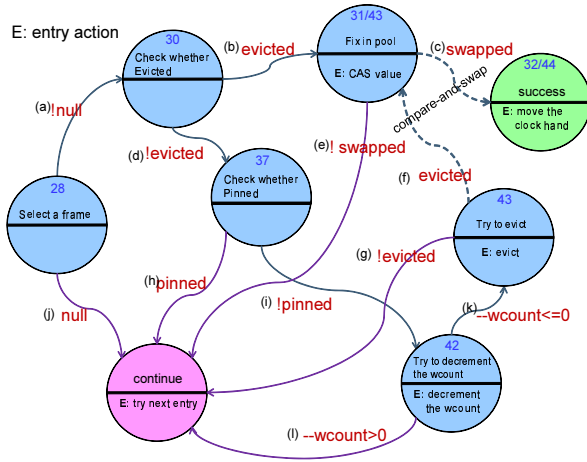 E: entry action
30
Check whether
Evicted
(b) evicted
31/43
Fix in pool
E: CAS value
(c) swapped
32/44
success
E: move the
clock hand
(a) !null
compare-and-swap
(d) !evicted
(e) ! swapped
37
Check whether
Pinned
(f) evicted
28
Select a frame
43
Try to evict
E: evict
(g) !evicted
(h) pinned
(i) !pinned
(j) null
(k) --wcount<=0
42
Try to decrement
the wcount
E: decrement
the wcount
continue
E: try next entry
(l) --wcount>0